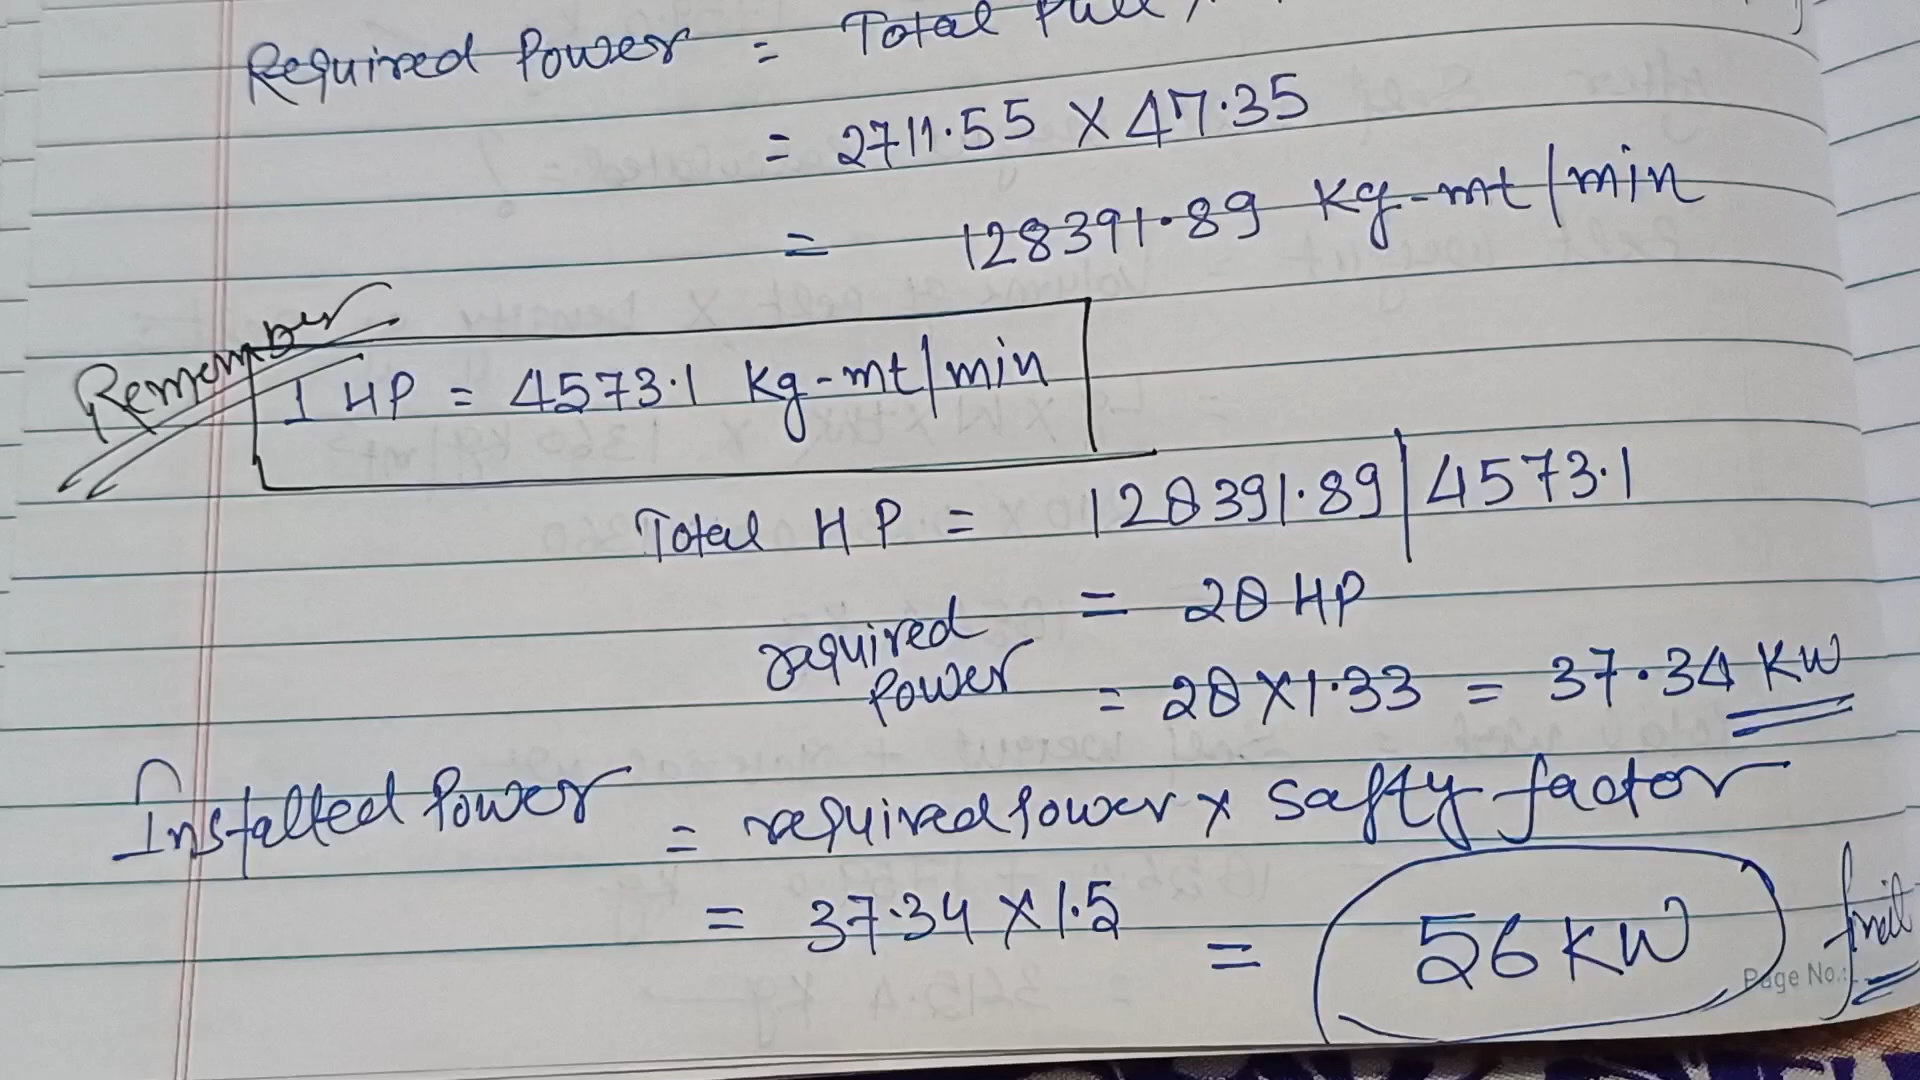 Required Power = Total Pull
= 2711.55 X 47.35
= 128391.89 Kg-mt/min
Remember
1 HP = 4573.1 Kg-mt/min
Total HP = 128391.89/4573.1
= 28 HP
required Power = 28 X 1.33 = 37.34 KW
Installed Power = required Power x Safty factor
= 37.34 X 1.5 = 56 KW
Page No.: